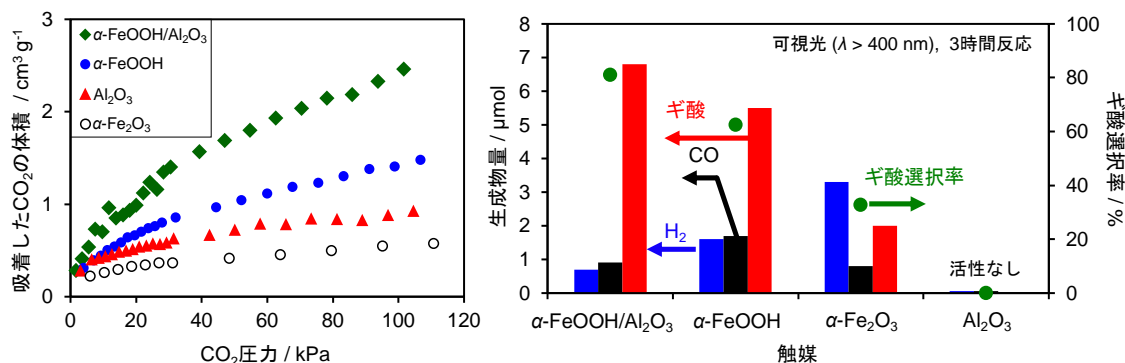 3
2
1
0
吸着したCO₂の体積 / cm³ g⁻¹
α-FeOOH/Al₂O₃
α-FeOOH
Al₂O₃
α-Fe₂O₃
0 20 40 60 80 100 120
CO₂圧力 / kPa
8
7
6
5
4
3
2
1
0
生成物量 / μmol
可視光 (λ > 400 nm), 3時間反応
ギ酸
CO
H₂
ギ酸選択率
活性なし
100
80
60
40
20
0
ギ酸選択率 / %
α-FeOOH/Al₂O₃ α-FeOOH α-Fe₂O₃ Al₂O₃
触媒